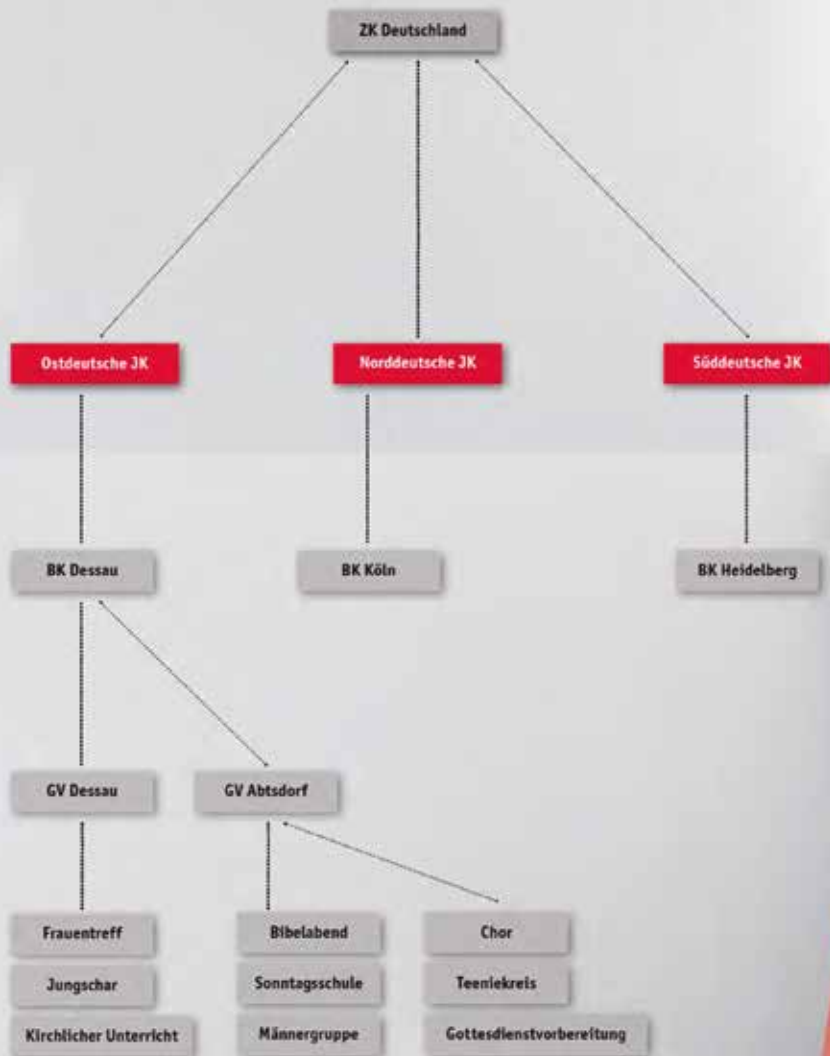 ZK Deutschland
Ostdeutsche JK
Norddeutsche JK
Süddeutsche JK
BK Dessau
BK Köln
BK Heidelberg
GV Dessau
GV Abtsdorf
Frauentreff
Bibelabend
Chor
Jungschar
Sonntagsschule
Teeniekreis
Kirchlicher Unterricht
Männergruppe
Gottesdienstvorbereitung